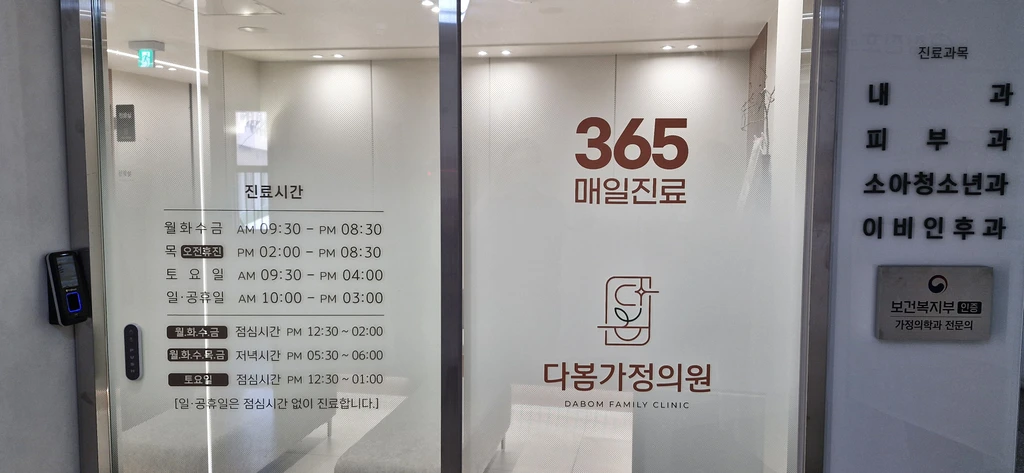 진료시간
월화수금 AM 09:30 - PM 08:30
목 오전휴진 PM 02:00 - PM 08:30
토요일 AM 09:30 - PM 04:00
일·공휴일 AM 10:00 - PM 03:00
월.화.수.금 점심시간 PM 12:30 ~ 02:00
월.화.수.목.금 저녁시간 PM 05:30 ~ 06:00
토요일 점심시간 PM 12:30 ~ 01:00
[일·공휴일은 점심시간 없이 진료합니다.]
365
매일진료
다봄가정의원
DABOM FAMILY CLINIC
진료과목
내 과
피 부 과
소아청소년과
이비인후과
보건복지부 인증
가정의학과 전문의